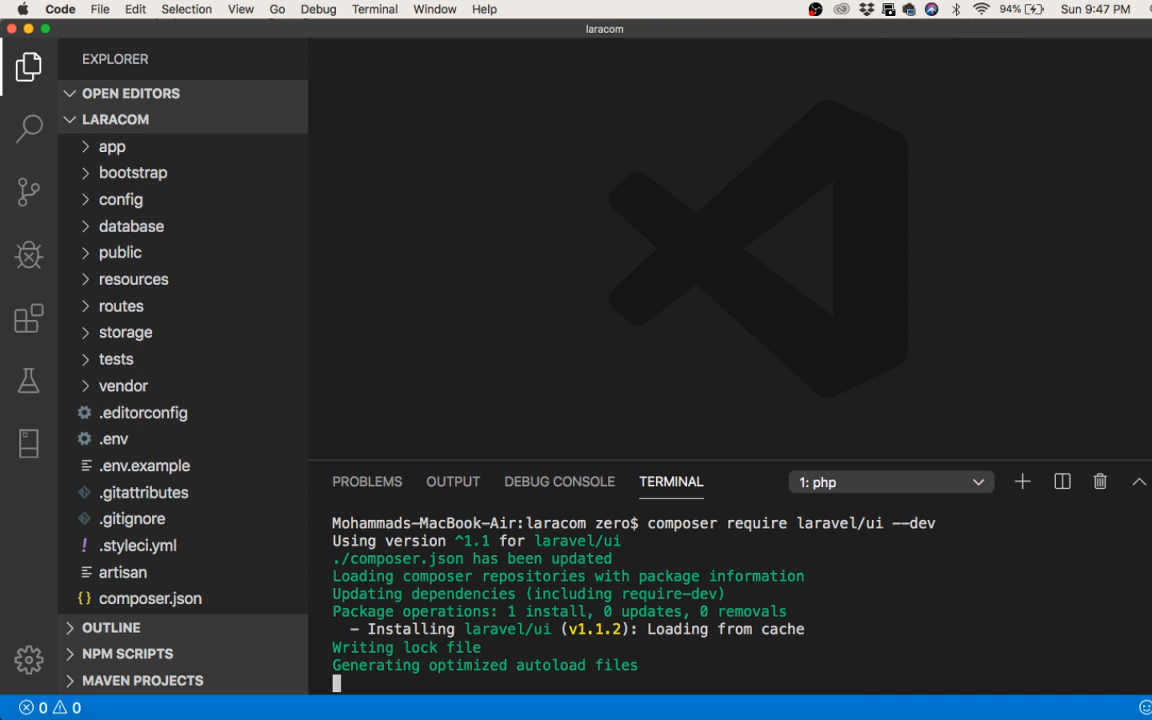 Code File Edit Selection View Go Debug Terminal Window Help 94% Sun 9:47 PM
laracom
EXPLORER
OPEN EDITORS
LARACOM
app
bootstrap
config
database
public
resources
routes
storage
tests
vendor
.editorconfig
.env
.env.example
.gitattributes
.gitignore
.styleci.yml
artisan
{} composer.json
OUTLINE
NPM SCRIPTS
MAVEN PROJECTS
PROBLEMS OUTPUT DEBUG CONSOLE TERMINAL 1: php
Mohammads-MacBook-Air:laracom zero$ composer require laravel/ui --dev
Using version ^1.1 for laravel/ui
./composer.json has been updated
Loading composer repositories with package information
Updating dependencies (including require-dev)
Package operations: 1 install, 0 updates, 0 removals
- Installing laravel/ui (v1.1.2): Loading from cache
Writing lock file
Generating optimized autoload files
0 0